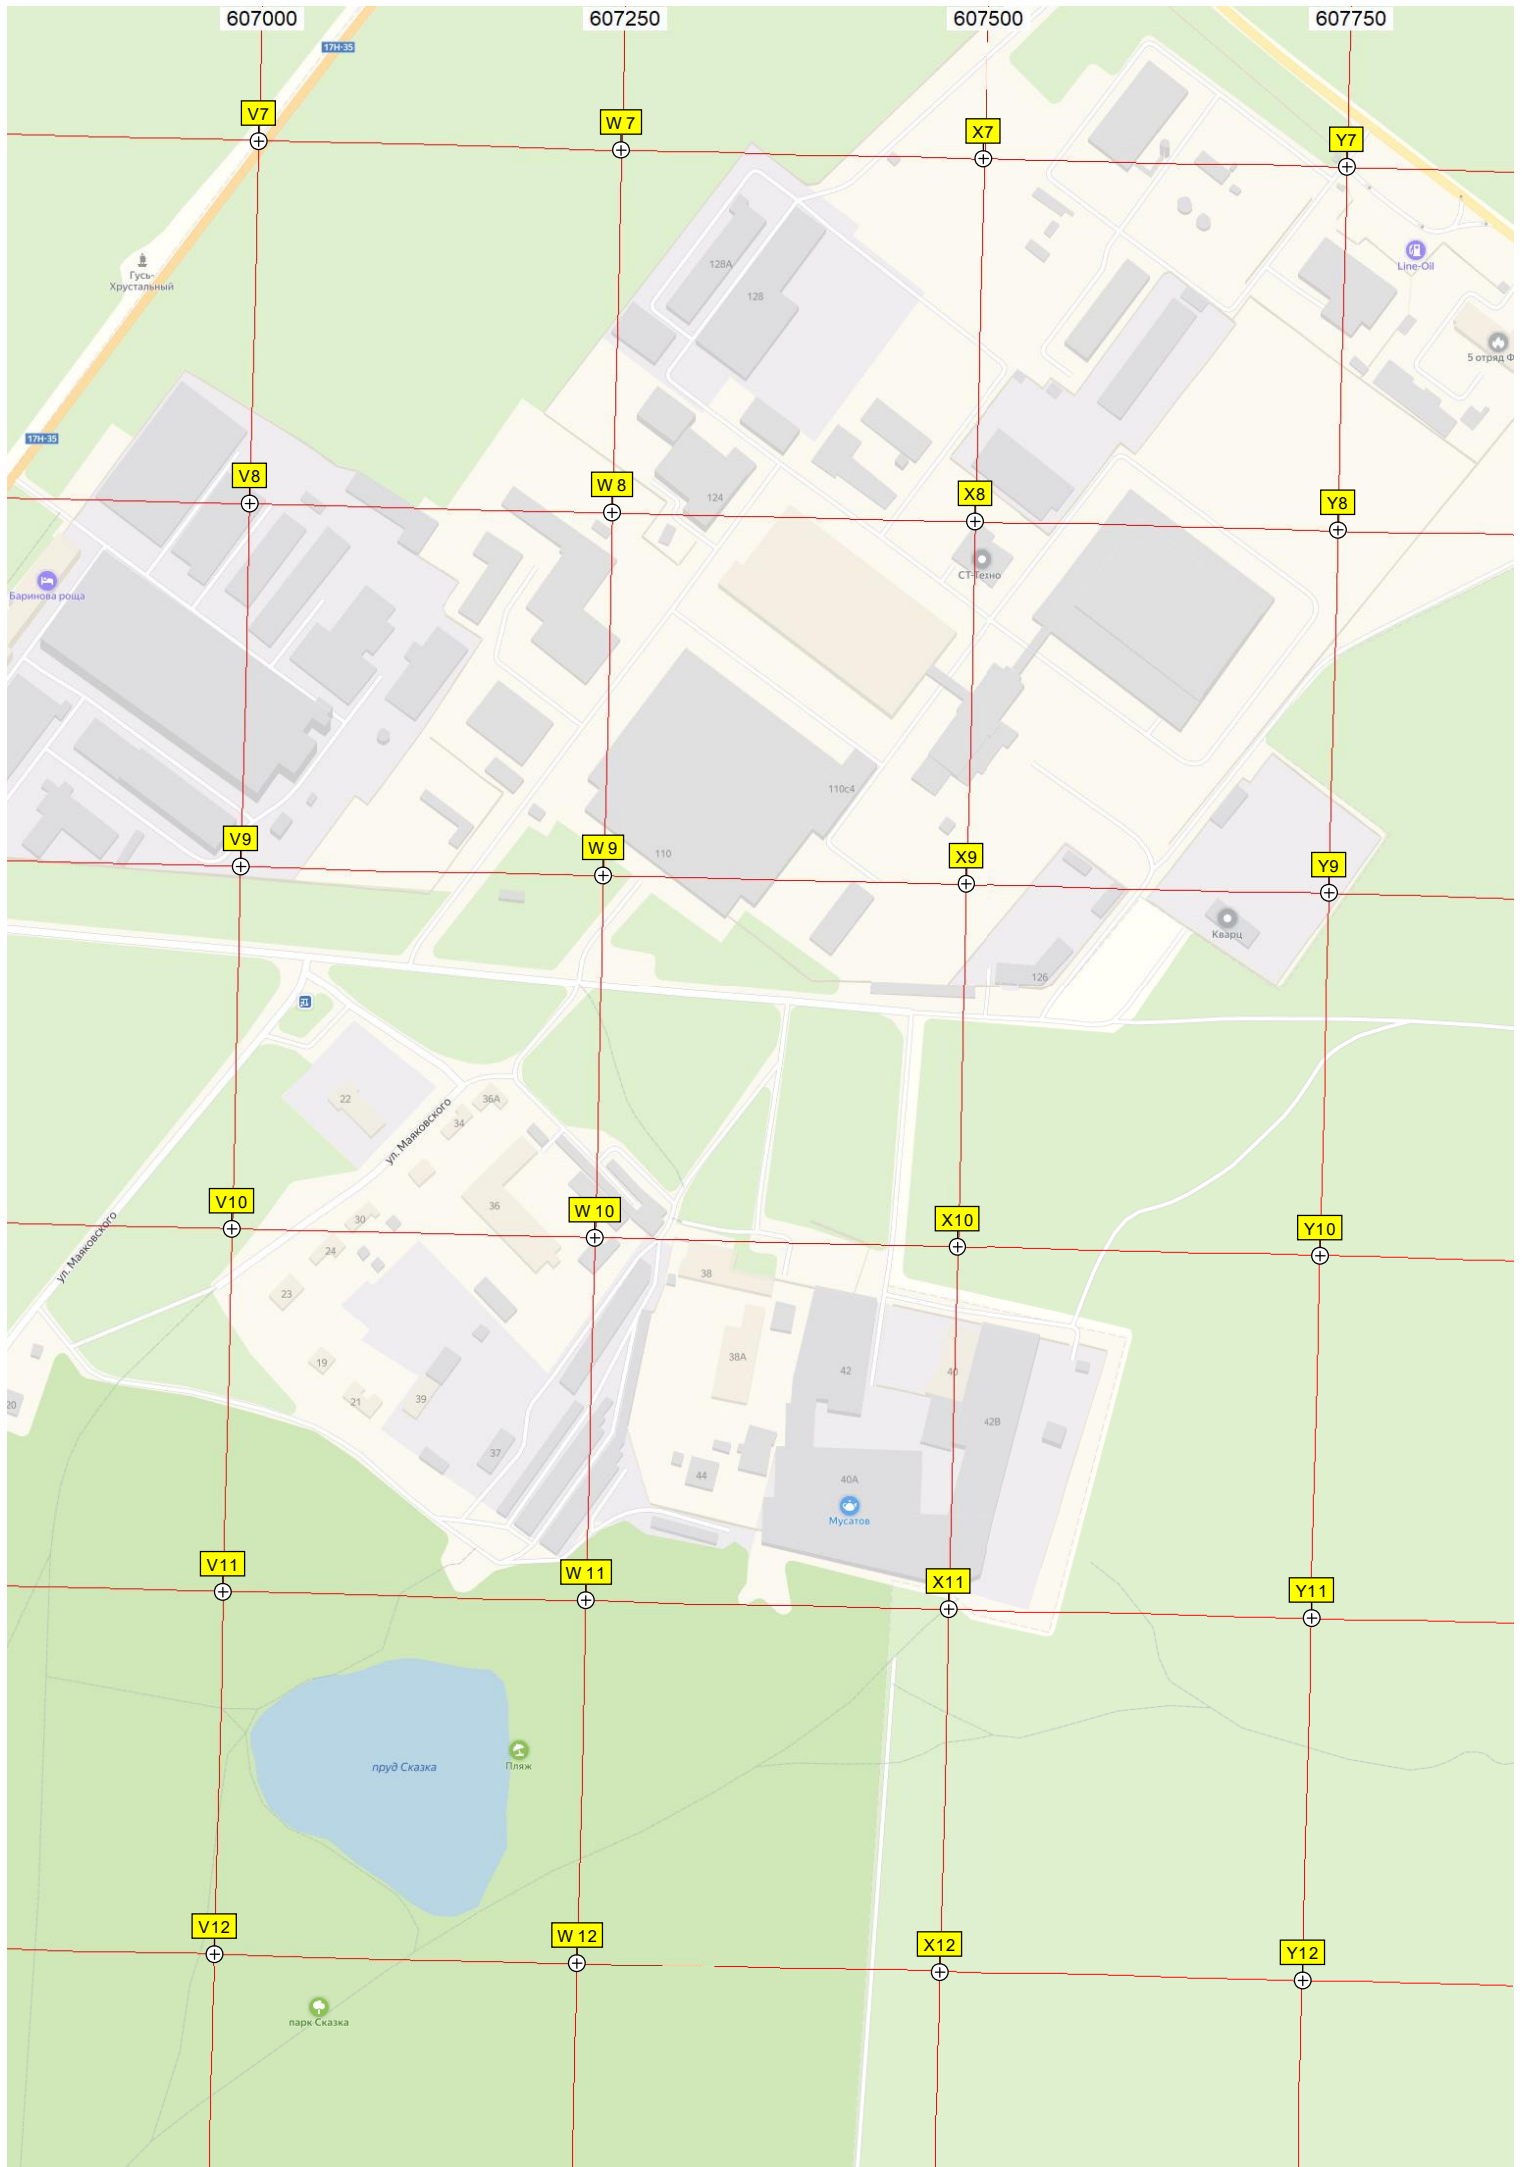 607000
607250
607500
607750
17Н-35
V7
W 7
X7
Y7
Гусь-
Хрустальный
128А
128
Line-Oil
5 отряд Ф
17Н-35
V8
W 8
124
X8
Y8
Баринова роща
СТ-Техно
110с4
V9
W 9
110
X9
Y9
Кварц
126
22
36А
34
ул. Маяковского
V10
30
36
W 10
X10
Y10
ул. Маяковского
24
23
38
19
38А
42
40
20
21
39
42В
37
44
40А
Мусатов
V11
W 11
X11
Y11
пруд Сказка
Пляж
V12
W 12
X12
Y12
парк Сказка